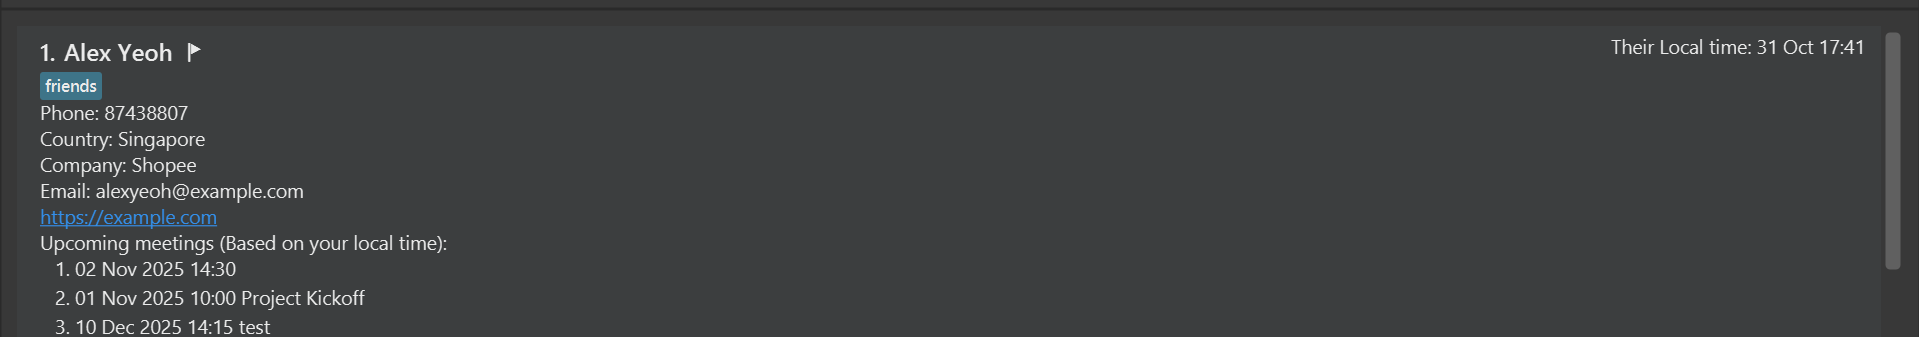 1. Alex Yeoh
Their Local time: 31 Oct 17:41
friends
Phone: 87438807
Country: Singapore
Company: Shopee
Email: alexyeoh@example.com
https://example.com
Upcoming meetings (Based on your local time):
1. 02 Nov 2025 14:30
2. 01 Nov 2025 10:00 Project Kickoff
3. 10 Dec 2025 14:15 test